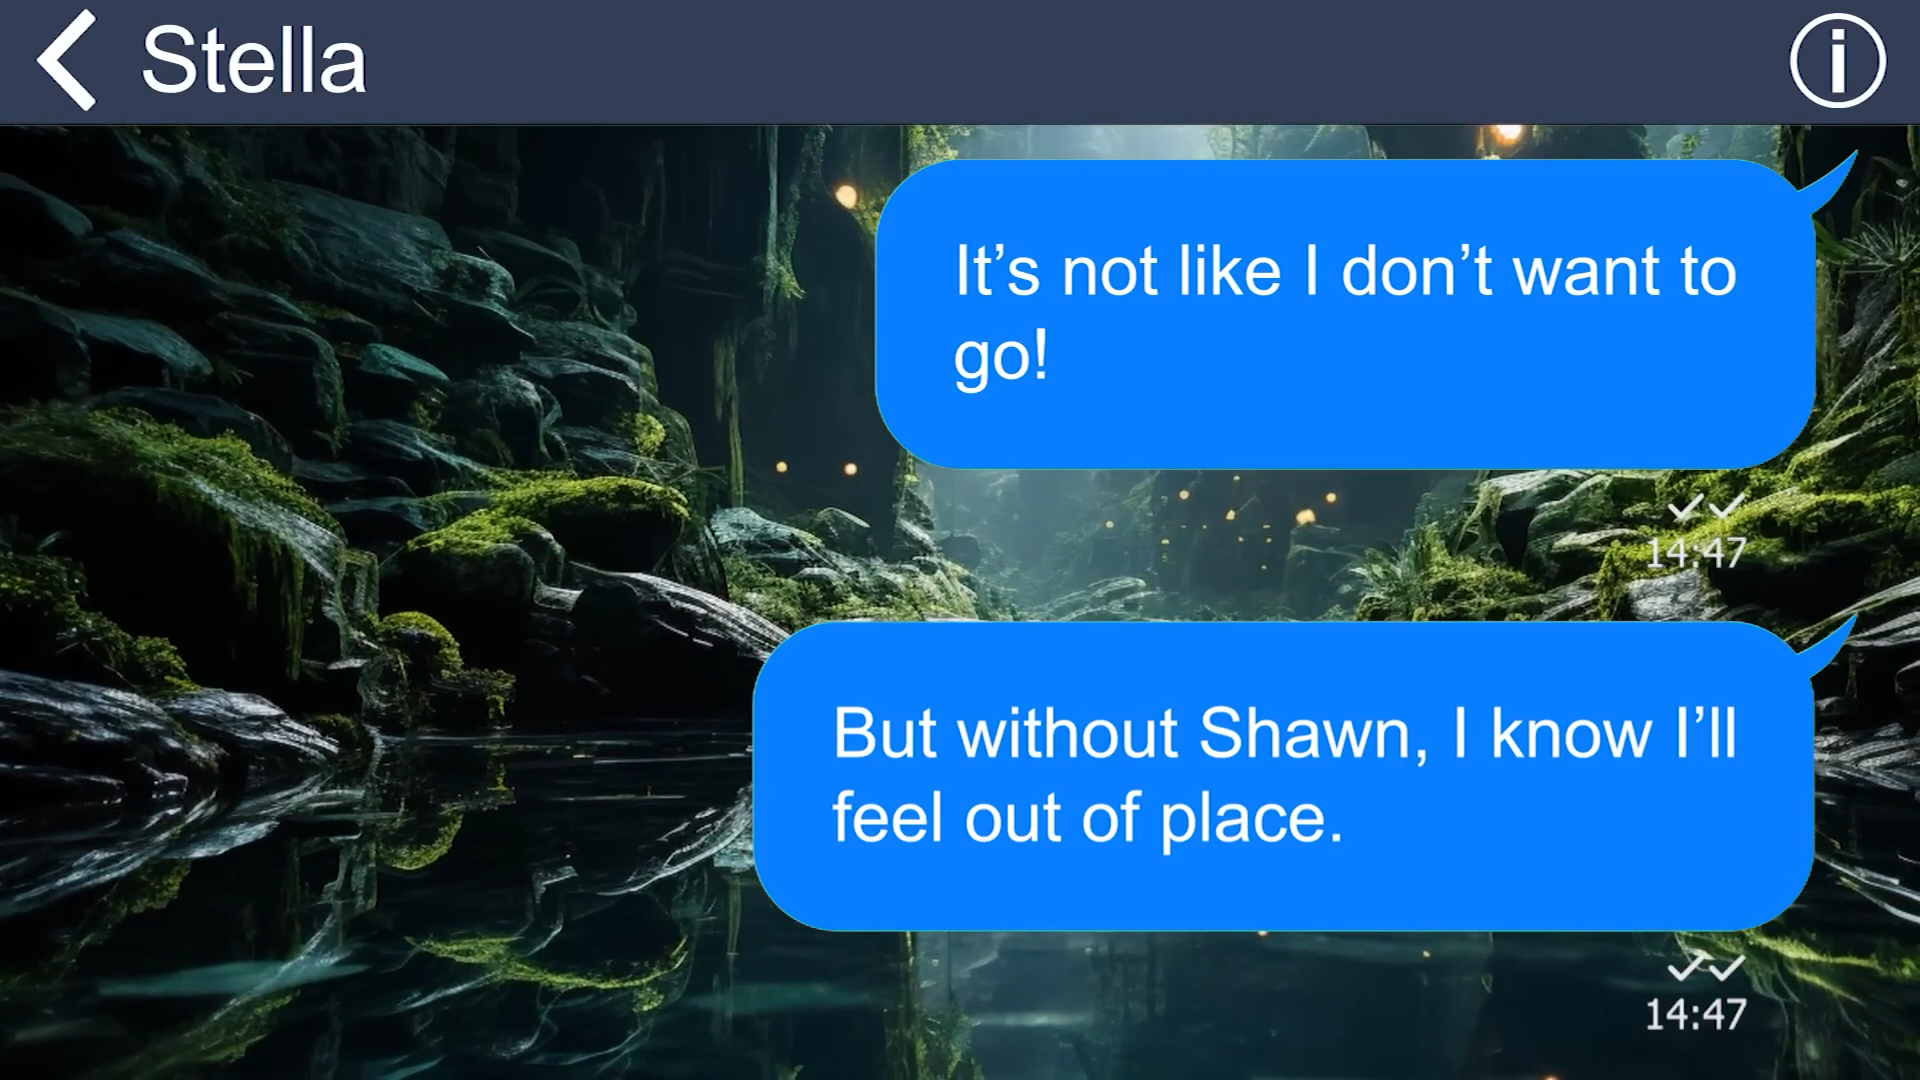 Stella
It’s not like I don’t want to
go!
14:47
But without Shawn, I know I’ll
feel out of place.
14:47